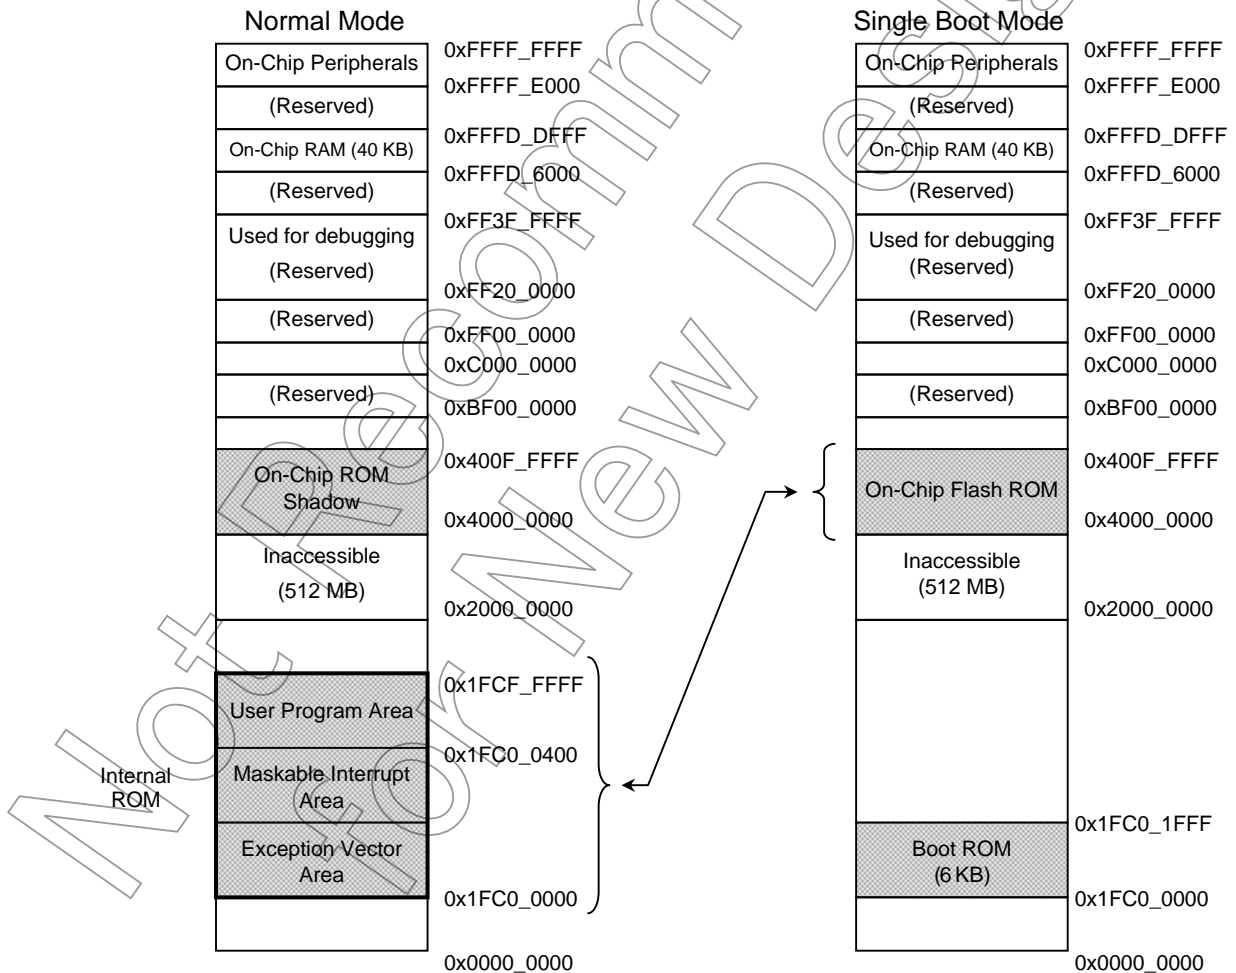 Normal Mode
0xFFFF_FFFF
On-Chip Peripherals
0xFFFF_E000
(Reserved)
0xFFFD_DFFF
On-Chip RAM (40 KB)
0xFFFD_6000
(Reserved)
0xFF3F_FFFF
Used for debugging
(Reserved)
0xFF20_0000
(Reserved)
0xFF00_0000
0xC000_0000
(Reserved)
0xBF00_0000
0x400F_FFFF
On-Chip ROM
Shadow
0x4000_0000
Inaccessible
(512 MB)
0x2000_0000
0x1FCF_FFFF
User Program Area
0x1FC0_0400
Internal
ROM
Maskable Interrupt
Area
Exception Vector
Area
0x1FC0_0000
0x0000_0000
Single Boot Mode
0xFFFF_FFFF
On-Chip Peripherals
0xFFFF_E000
(Reserved)
0xFFFD_DFFF
On-Chip RAM (40 KB)
0xFFFD_6000
(Reserved)
0xFF3F_FFFF
Used for debugging
(Reserved)
0xFF20_0000
(Reserved)
0xFF00_0000
0xC000_0000
(Reserved)
0xBF00_0000
0x400F_FFFF
On-Chip Flash ROM
0x4000_0000
Inaccessible
(512 MB)
0x2000_0000
0x1FC0_1FFF
Boot ROM
(6 KB)
0x1FC0_0000
0x0000_0000
Not Recomm
for New Desi